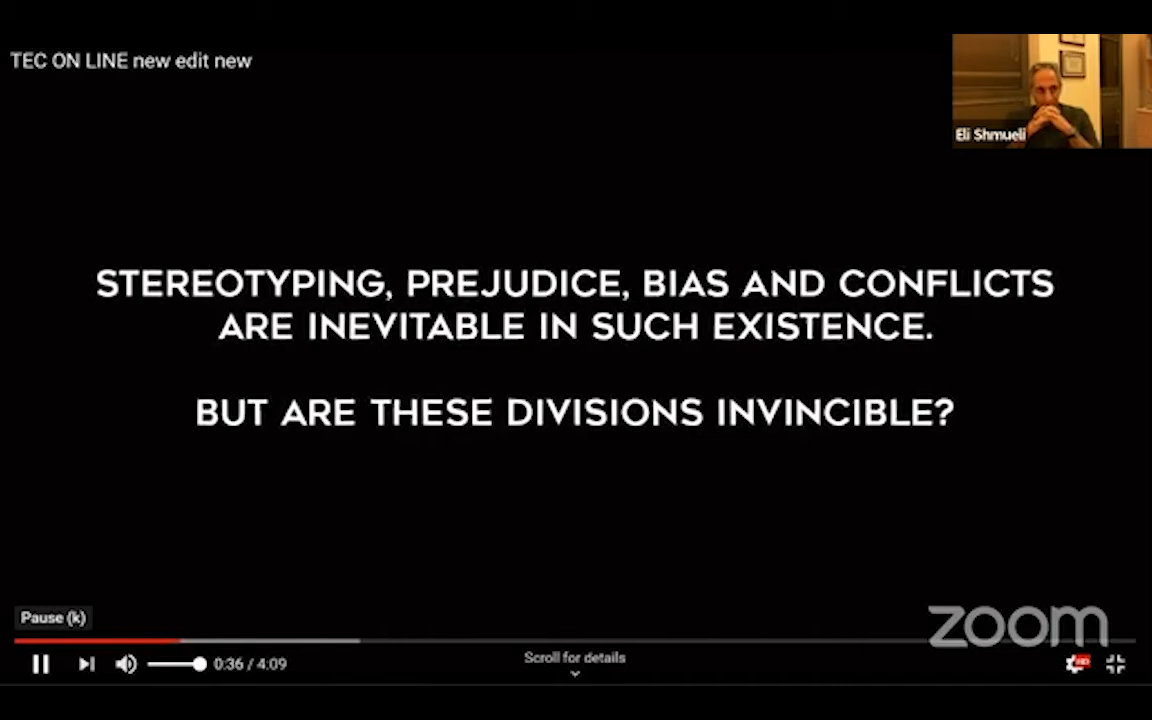 TEC ON LINE new edit new
Eli Shmueli
STEREOTYPING, PREJUDICE, BIAS AND CONFLICTS
ARE INEVITABLE IN SUCH EXISTENCE.
BUT ARE THESE DIVISIONS INVINCIBLE?
Pause (k)
zoom
0:36 / 4:09
Scroll for details
HD